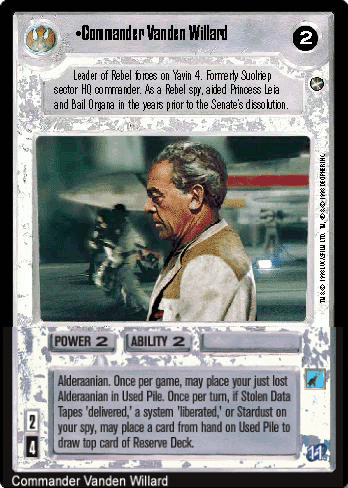 •Commander Vanden Willard
2
Leader of Rebel forces on Yavin 4. Formerly Suolriep
sector HQ commander. As a Rebel spy, aided Princess Leia
and Bail Organa in the years prior to the Senate's dissolution.
POWER 2 ABILITY 2
Alderaanian. Once per game, may place your just lost
Alderaanian in Used Pile. Once per turn, if Stolen Data
Tapes 'delivered,' a system 'liberated,' or Stardust on
your spy, may place a card from hand on Used Pile to
draw top card of Reserve Deck.
2
4
11
Commander Vanden Willard